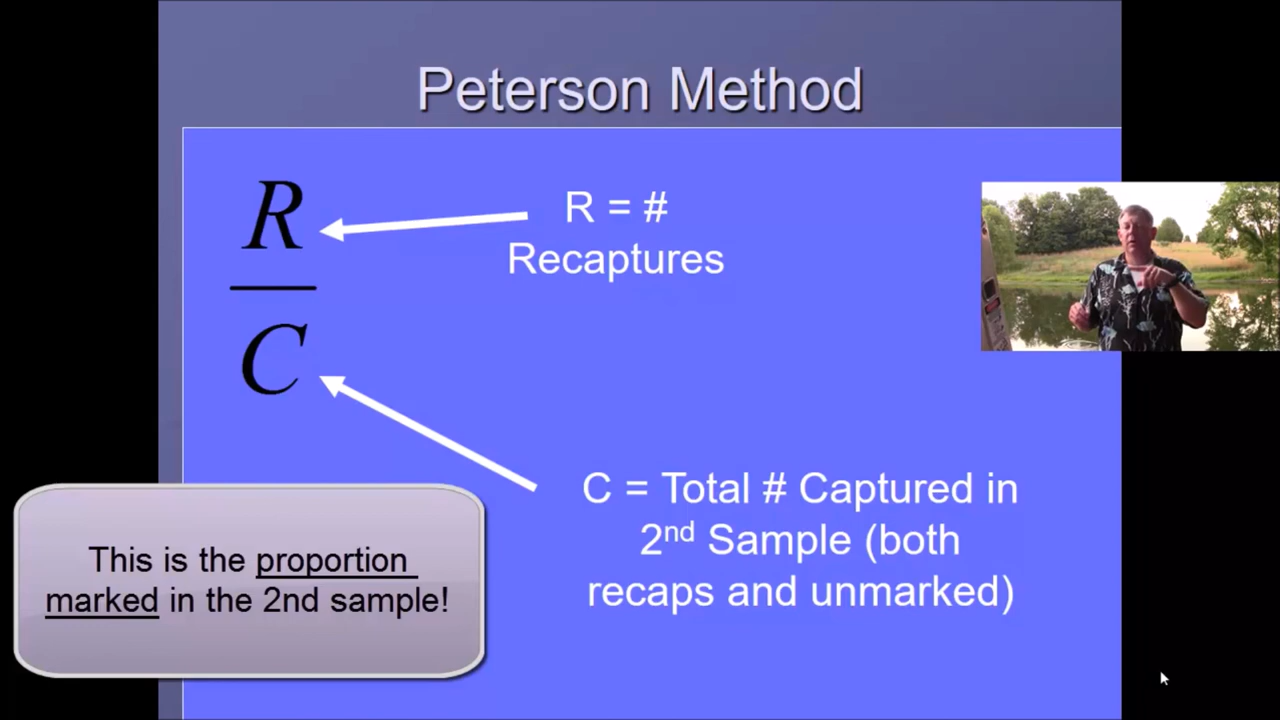 Peterson Method
R
C
R = #
Recaptures
C = Total # Captured in
2nd Sample (both
recaps and unmarked)
This is the proportion
marked in the 2nd sample!